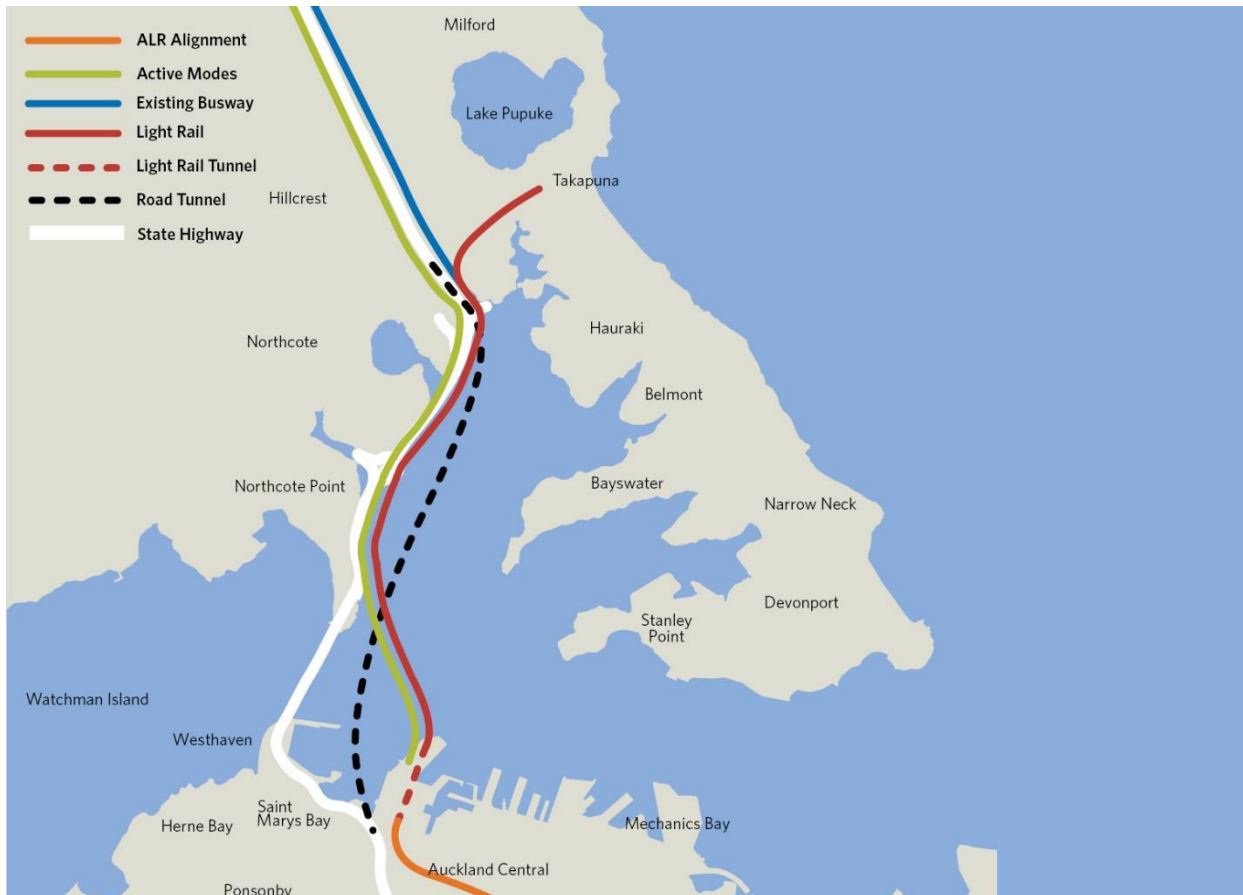 ALR Alignment
Active Modes
Existing Busway
Light Rail
Light Rail Tunnel
Road Tunnel
State Highway
Milford
Lake Pupuke
Takapuna
Hillcrest
Hauraki
Northcote
Belmont
Northcote Point
Bayswater
Narrow Neck
Devonport
Stanley
Point
Watchman Island
Westhaven
Saint
Marys Bay
Herne Bay
Mechanics Bay
Auckland Central
Ponsonby